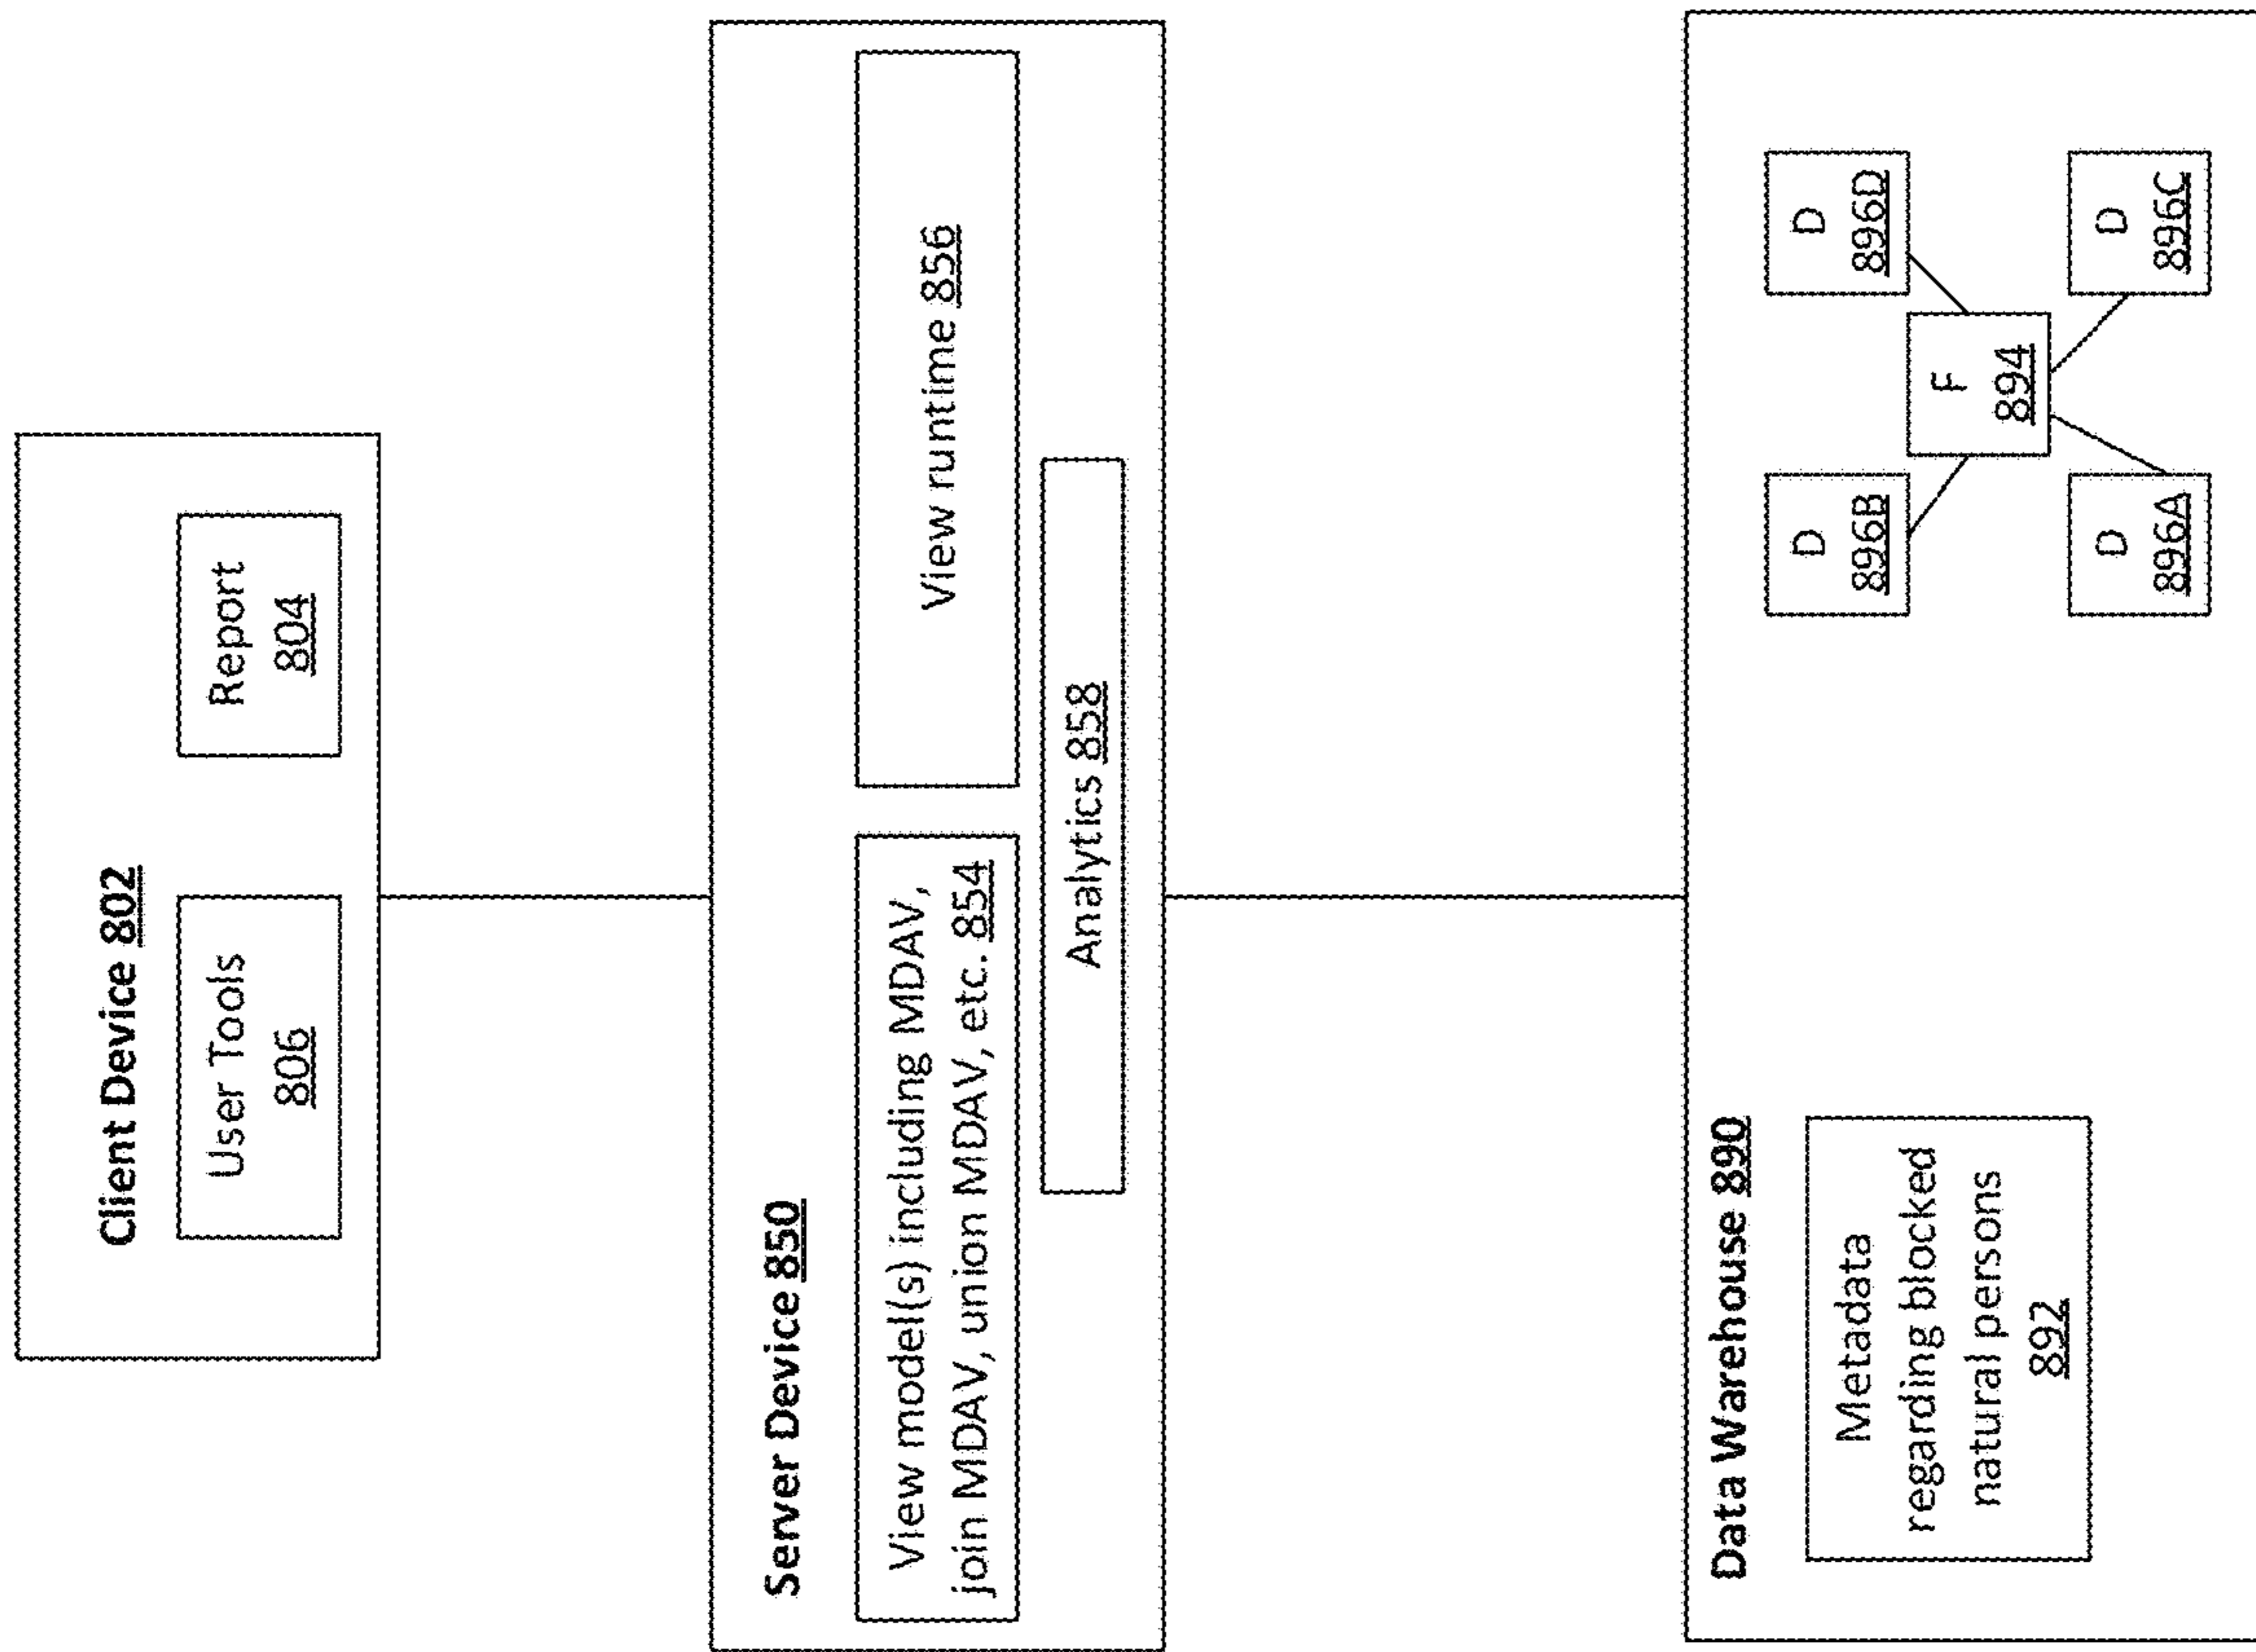 Client Device 802
User Tools
806
Report
804
Server Device 850
View model(s) including MDAV,
join MDAV, union MDAV, etc. 854
View runtime 856
Analytics 858
Data Warehouse 890
Metadata
regarding blocked
natural persons
892
D
896B
D
896D
F
894
D
896A
D
896C